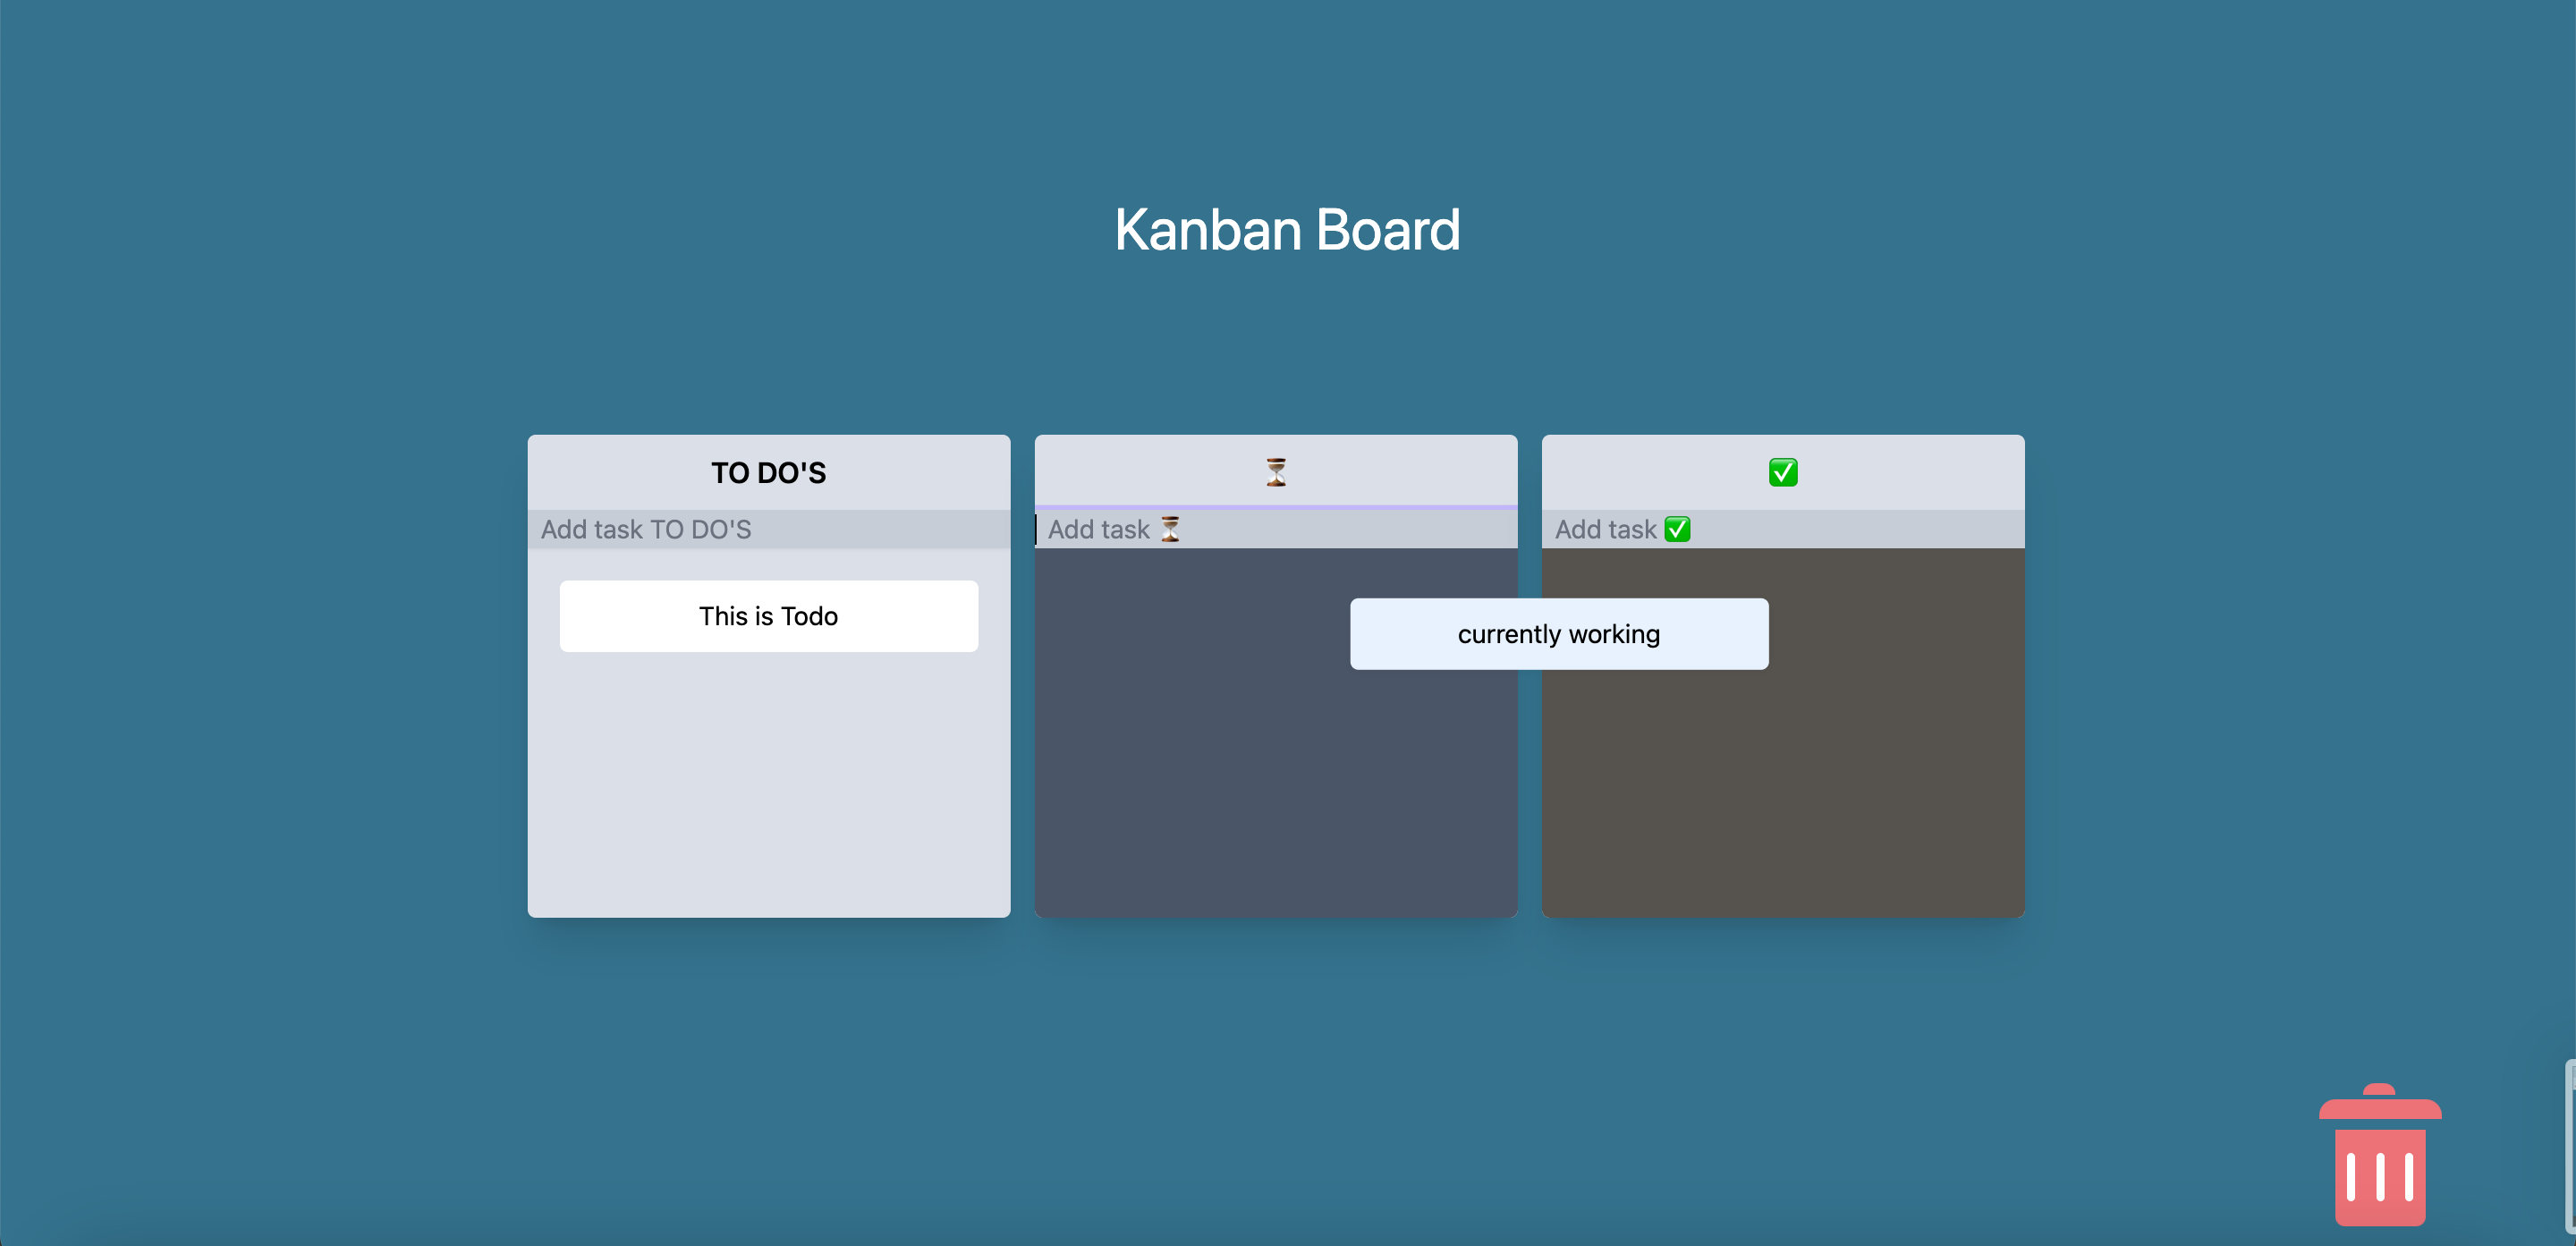 Kanban Board
TO DO'S
⏳
✅
Add task TO DO'S
Add task ⏳
Add task ✅
This is Todo
currently working